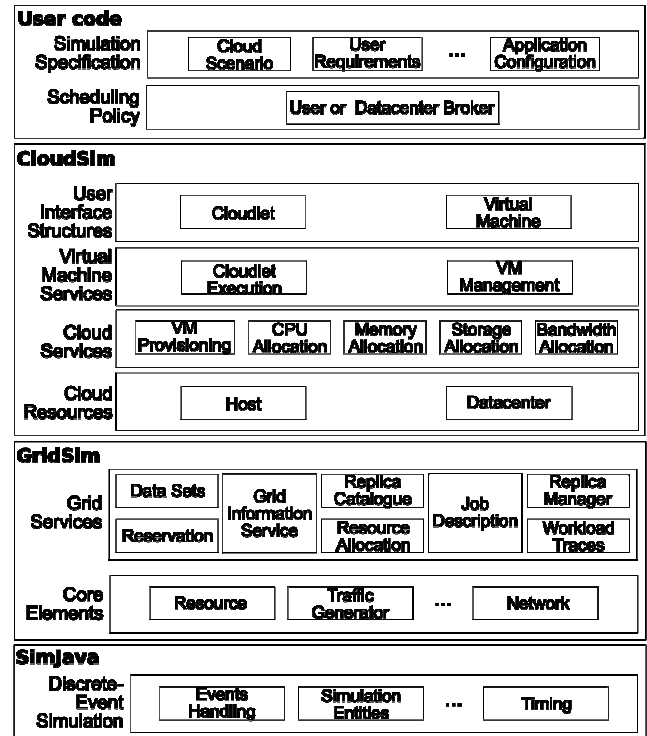 User code
Simulation
Specification
Cloud
Scenario
User
Requirements
...
Application
Configuration
Scheduling
Policy
User or Datacenter Broker
CloudSim
User
Interface
Structures
Cloudlet
Virtual
Machine
Virtual
Machine
Services
Cloudlet
Execution
VM
Management
Cloud
Services
VM
Provisioning
CPU
Allocation
Memory
Allocation
Storage
Allocation
Bandwidth
Allocation
Cloud
Resources
Host
Datacenter
GridSim
Grid
Services
Data Sets
Reservation
Grid
Information
Service
Replica
Catalogue
Resource
Allocation
Job
Description
Replica
Manager
Workload
Traces
Core
Elements
Resource
Traffic
Generator
...
Network
SimJava
Discrete-
Event
Simulation
Events
Handling
Simulation
Entities
...
Timing